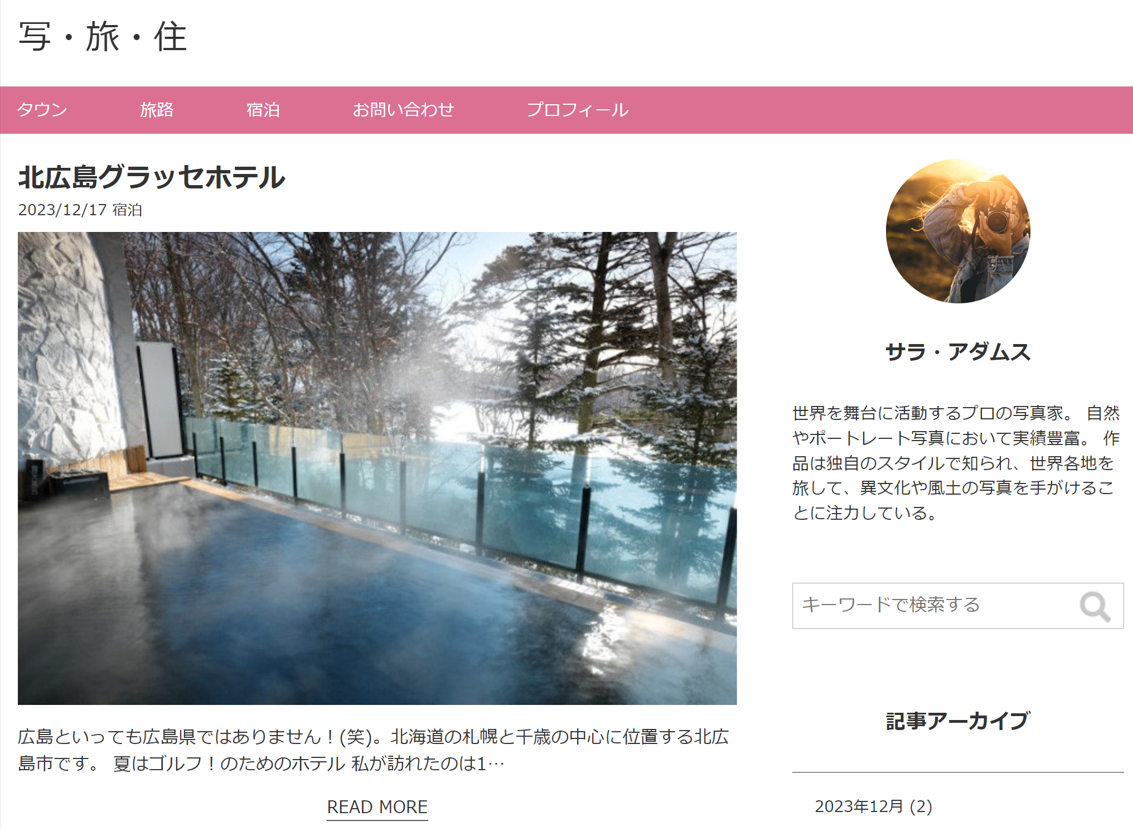 写・旅・住
タウン
旅路
宿泊
お問い合わせ
プロフィール
北広島グラッセホテル
2023/12/17 宿泊
広島といっても広島県ではありません！(笑)。北海道の札幌と千歳の中心に位置する北広
島市です。 夏はゴルフ！のためのホテル 私が訪れたのは1…
READ MORE
サラ・アダムス
世界を舞台に活動するプロの写真家。 自然
やポートレート写真において実績豊富。 作
品は独自のスタイルで知られ、世界各地を
旅して、異文化や風土の写真を手がけるこ
とに注力している。
キーワードで検索する
記事アーカイブ
2023年12月 (2)